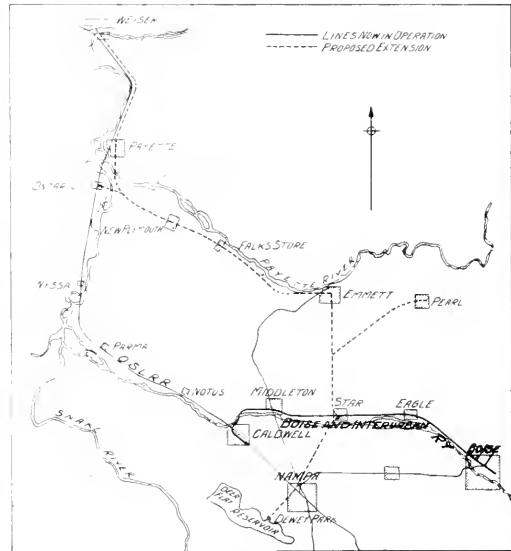 WEISER
LINES NOW IN OPERATION
PROPOSED EXTENSION
PAYETTE
NEW PLYMOUTH
FALKS STORE
PAYETTE RIVER
EMMETT
PEARL
NYSSA
PARMA
O.S.L.R.R.
NOTUS
MIDDLETON
STAR
EAGLE
BOISE AND INTERURBAN
CALDWELL
BOISE
SNAKE
RIVER
NAMPA
DEER
FLAT
RESERVOIR
DEWEY PARK